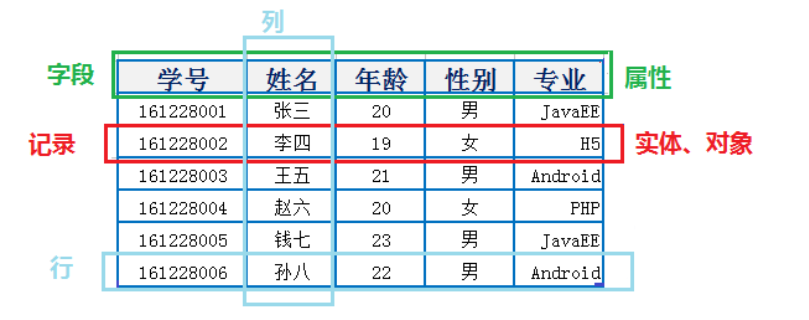 列
字段 学号 姓名 年龄 性别 专业 属性
161228001 张三 20 男 JavaEE
记录 161228002 李四 19 女 H5 实体、对象
161228003 王五 21 男 Android
161228004 赵六 20 女 PHP
161228005 钱七 23 男 JavaEE
行 161228006 孙八 22 男 Android